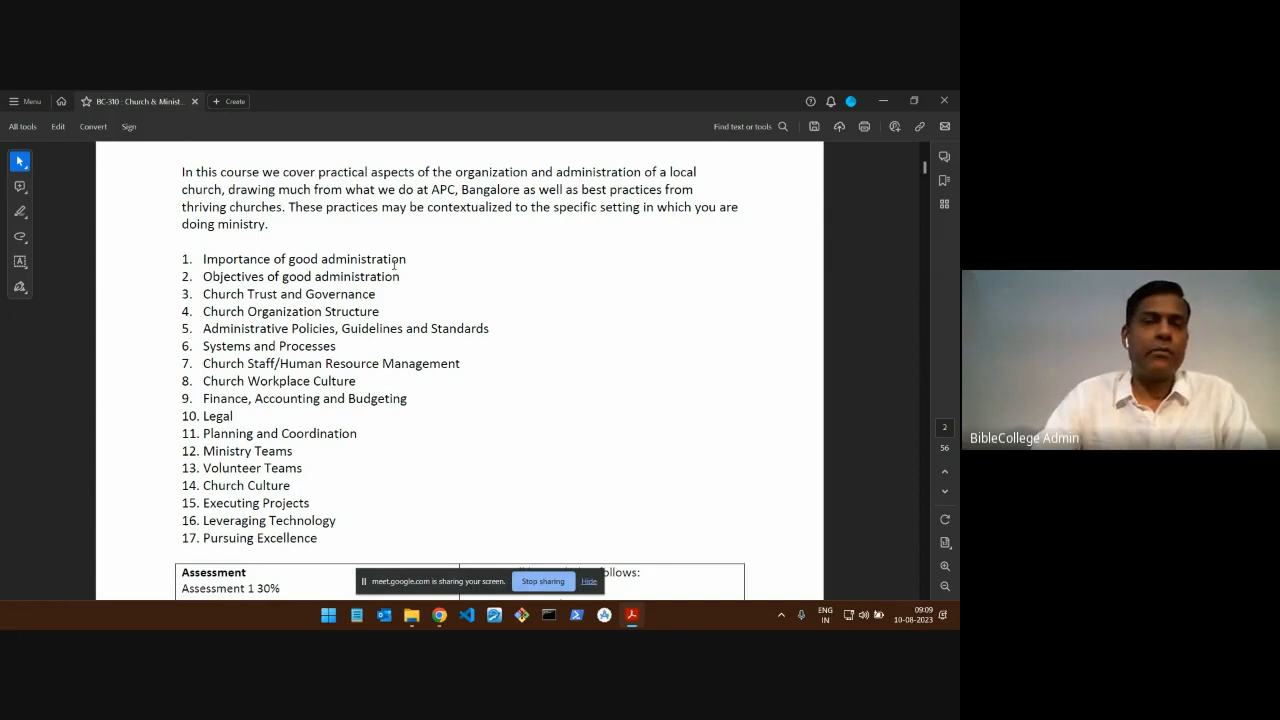 Menu
BC-310 : Church & Minist...
Create
All tools
Edit
Convert
Sign
Find text or tools
In this course we cover practical aspects of the organization and administration of a local
church, drawing much from what we do at APC, Bangalore as well as best practices from
thriving churches. These practices may be contextualized to the specific setting in which you are
doing ministry.
1. Importance of good administration
2. Objectives of good administration
3. Church Trust and Governance
4. Church Organization Structure
5. Administrative Policies, Guidelines and Standards
6. Systems and Processes
7. Church Staff/Human Resource Management
8. Church Workplace Culture
9. Finance, Accounting and Budgeting
10. Legal
11. Planning and Coordination
12. Ministry Teams
13. Volunteer Teams
14. Church Culture
15. Executing Projects
16. Leveraging Technology
17. Pursuing Excellence
Assessment
follows:
Assessment 1 30%
meet.google.com is sharing your screen.
Stop sharing
Hide
2
56
BibleCollege Admin
ENG
IN
09:09
10-08-2023